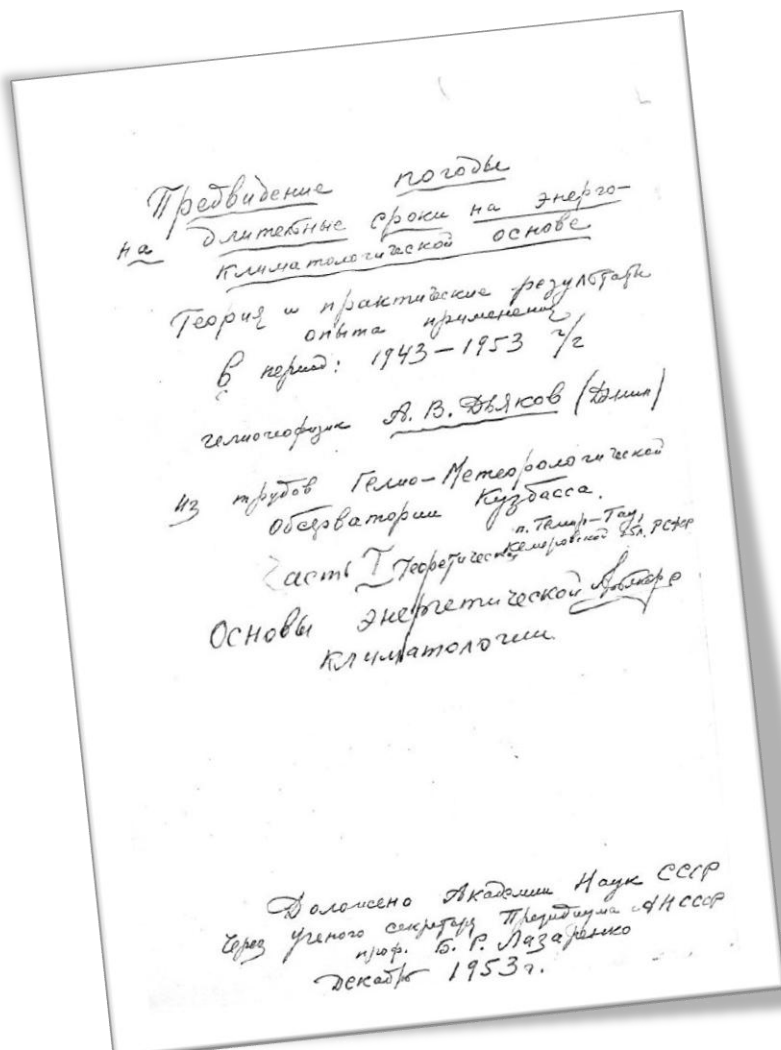 Предвидение погоды
на длительные сроки на энерго-
климатологической основе
Теория и практические результаты
опыта применения
в период: 1943–1953 г/г
гелиогеофизик А. В. Дьяков
из трудов Гелио-Метеорологической
обсерватории Кузбасса.
п. Темир-Тау,
Кемеровской обл. РСФСР
Часть I Теоретическая
Основы энергетической
климатологии.
Доложено Академии Наук СССР
Через ученого секретаря Президиума АН СССР
проф. Б. Р. Лазаренко
Декабрь 1953г.